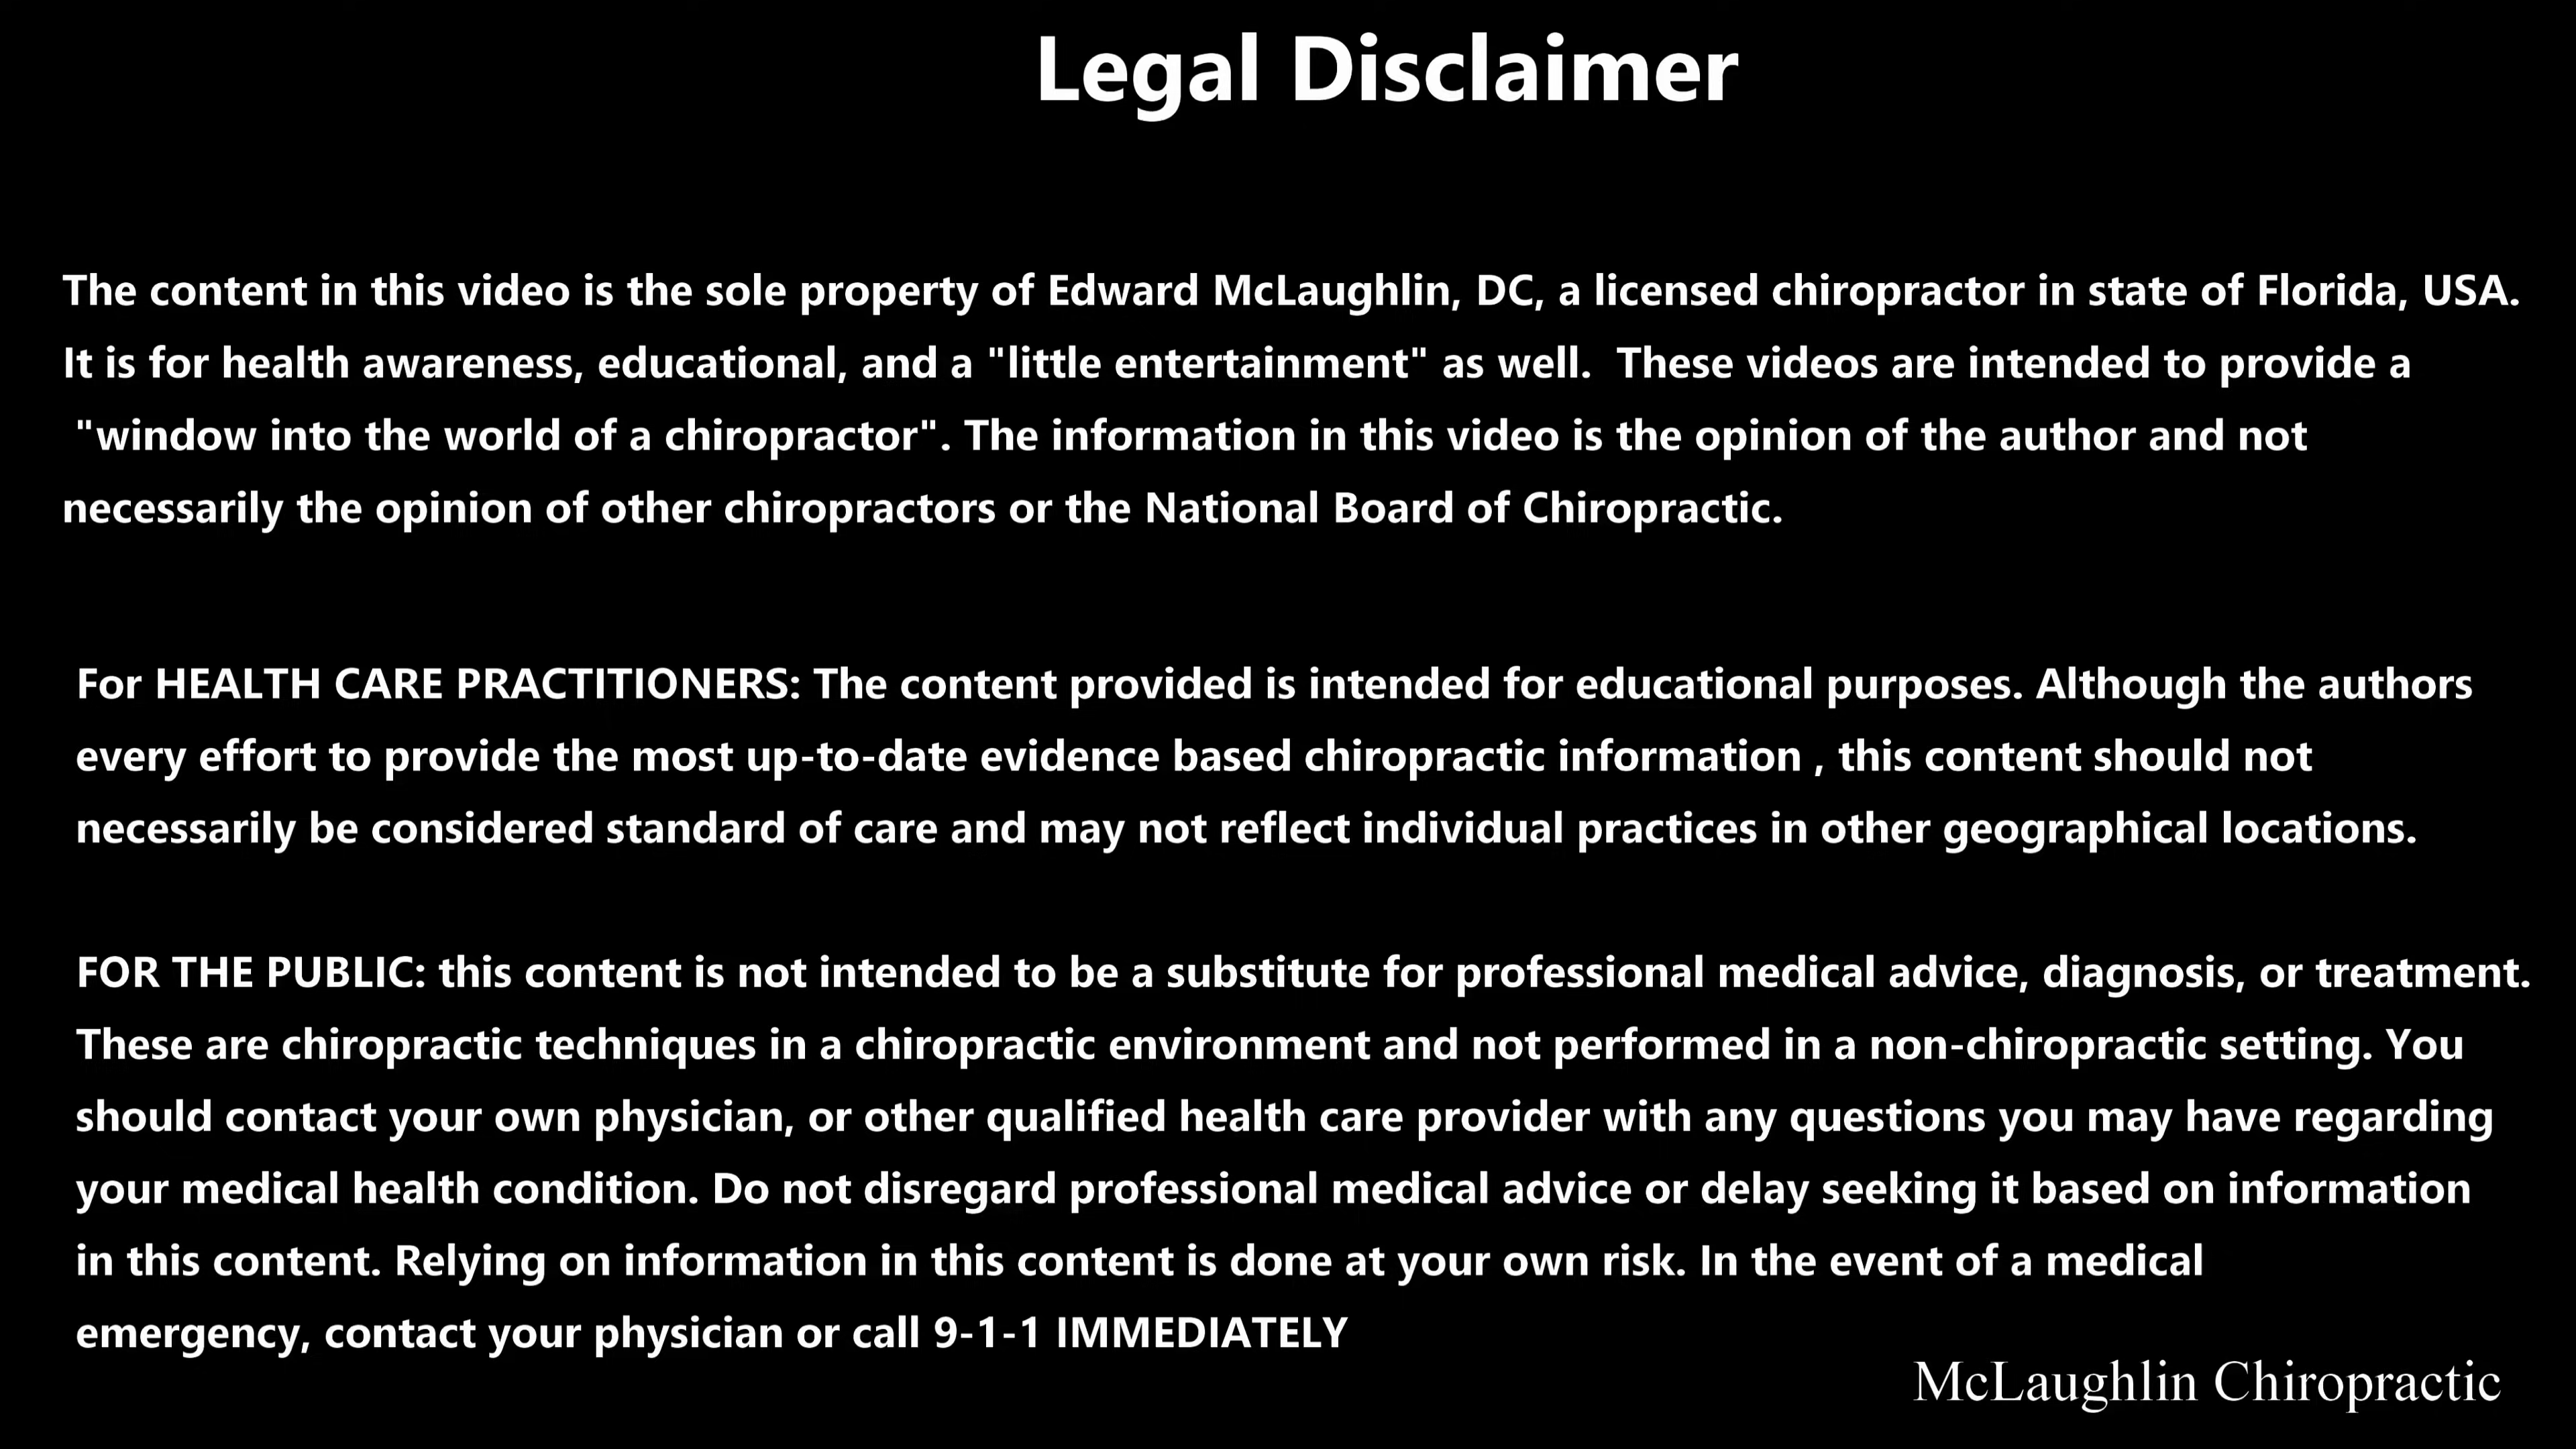 Legal Disclaimer
The content in this video is the sole property of Edward McLaughlin, DC, a licensed chiropractor in state of Florida, USA.
It is for health awareness, educational, and a "little entertainment" as well.  These videos are intended to provide a
"window into the world of a chiropractor". The information in this video is the opinion of the author and not
necessarily the opinion of other chiropractors or the National Board of Chiropractic.
For HEALTH CARE PRACTITIONERS: The content provided is intended for educational purposes. Although the authors
every effort to provide the most up-to-date evidence based chiropractic information , this content should not
necessarily be considered standard of care and may not reflect individual practices in other geographical locations.
FOR THE PUBLIC: this content is not intended to be a substitute for professional medical advice, diagnosis, or treatment.
These are chiropractic techniques in a chiropractic environment and not performed in a non-chiropractic setting. You
should contact your own physician, or other qualified health care provider with any questions you may have regarding
your medical health condition. Do not disregard professional medical advice or delay seeking it based on information
in this content. Relying on information in this content is done at your own risk. In the event of a medical
emergency, contact your physician or call 9-1-1 IMMEDIATELY
McLaughlin Chiropractic